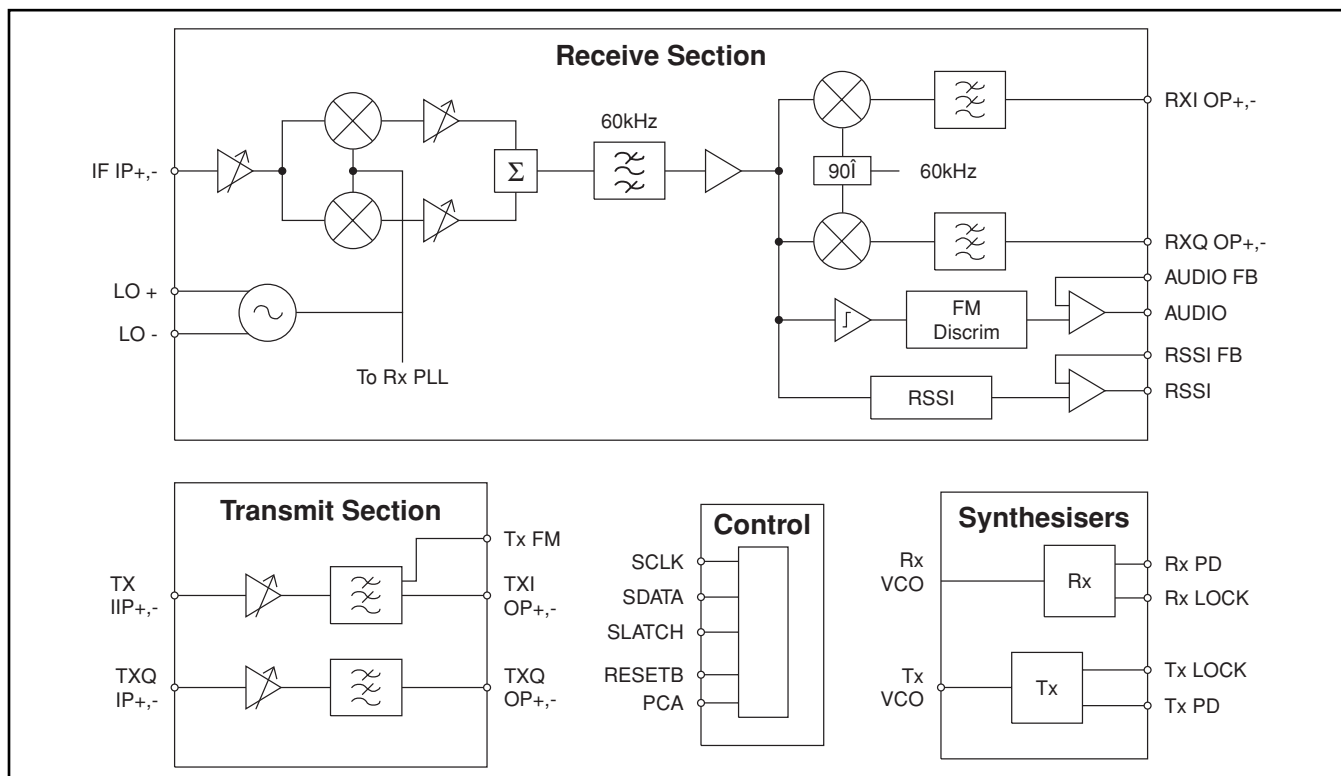 Receive Section
60kHz
RXI OP+,-
IF IP+,-
Σ
90Î
60kHz
RXQ OP+,-
AUDIO FB
LO +
FM
Discrim
AUDIO
LO -
RSSI FB
To Rx PLL
RSSI
RSSI
Transmit Section
Tx FM
TX
IIP+,-
TXI
OP+,-
TXQ
IP+,-
TXQ
OP+,-
Control
SCLK
SDATA
SLATCH
RESETB
PCA
Synthesisers
Rx
VCO
Rx
Rx PD
Rx LOCK
Tx
VCO
Tx
Tx LOCK
Tx PD